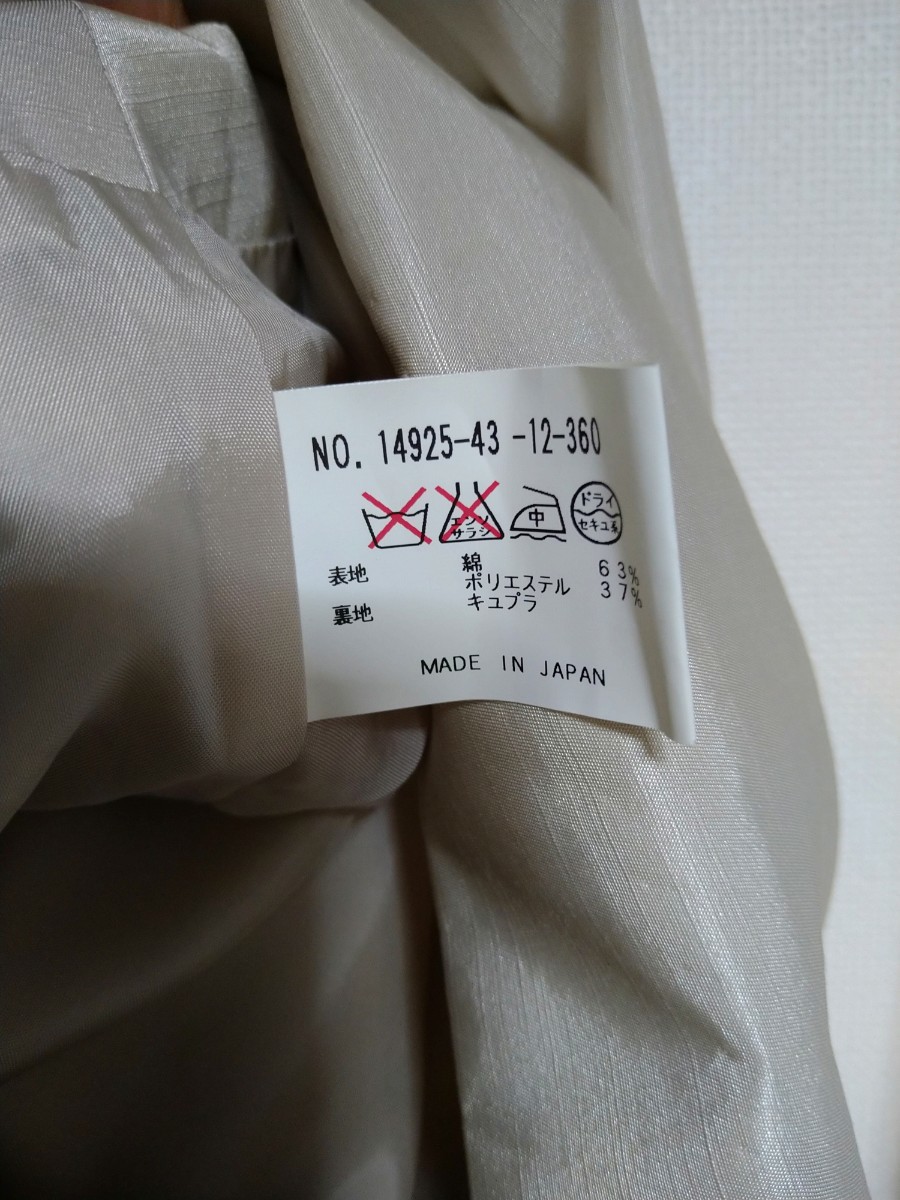 NO. 14925-43 -12-360
エンソ サラシ 中 ドライ セキユ系
表地 綿 63%
ポリエステル 37%
裏地 キュプラ
MADE IN JAPAN